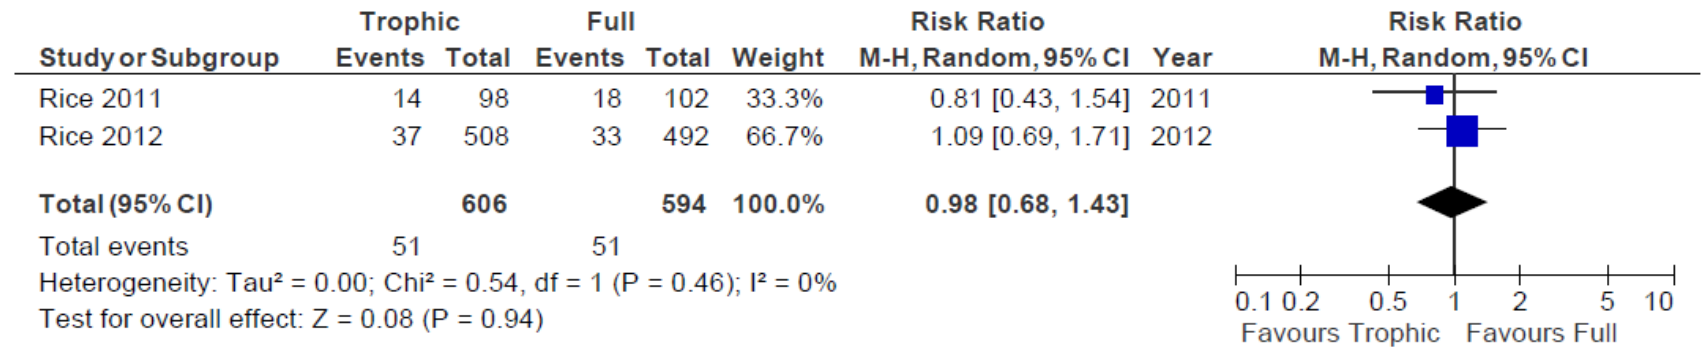 Trophic Full Risk Ratio Risk Ratio
Study or Subgroup Events Total Events Total Weight M-H, Random, 95% CI Year M-H, Random, 95% CI
Rice 2011 14 98 18 102 33.3% 0.81 [0.43, 1.54] 2011
Rice 2012 37 508 33 492 66.7% 1.09 [0.69, 1.71] 2012
Total (95% CI) 606 594 100.0% 0.98 [0.68, 1.43]
Total events 51 51
Heterogeneity: Tau² = 0.00; Chi² = 0.54, df = 1 (P = 0.46); I² = 0%
Test for overall effect: Z = 0.08 (P = 0.94)
0.1 0.2 0.5 1 2 5 10
Favours Trophic Favours Full